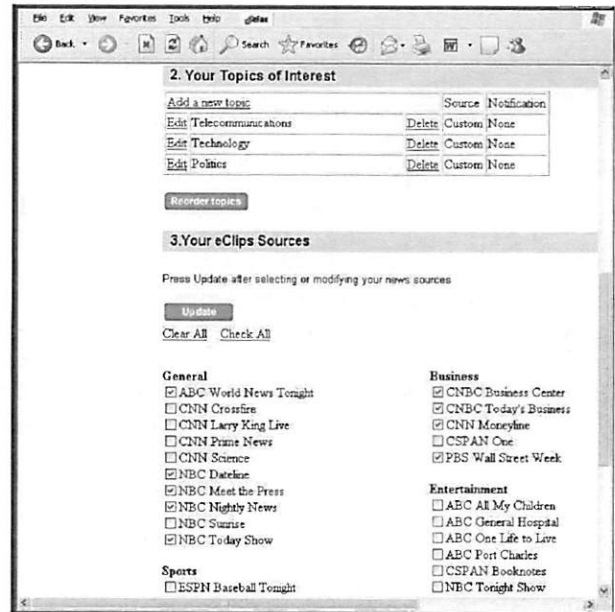 File Edit View Favorites Tools Help
Back Search Favorites
2. Your Topics of Interest
Add a new topic Source Notification
Edit Telecommunications Delete Custom None
Edit Technology Delete Custom None
Edit Politics Delete Custom None
Reorder topics
3.Your eClips Sources
Press Update after selecting or modifying your news sources
Update
Clear All Check All
General
ABC World News Tonight
CNN Crossfire
CNN Larry King Live
CNN Prime News
CNN Science
NBC Dateline
NBC Meet the Press
NBC Nightly News
NBC Sunrise
NBC Today Show
Sports
ESPN Baseball Tonight
Business
CNBC Business Center
CNBC Today's Business
CNN Moneyline
CSPAN One
PBS Wall Street Week
Entertainment
ABC All My Children
ABC General Hospital
ABC One Life to Live
ABC Port Charles
CSPAN Booknotes
NBC Tonight Show